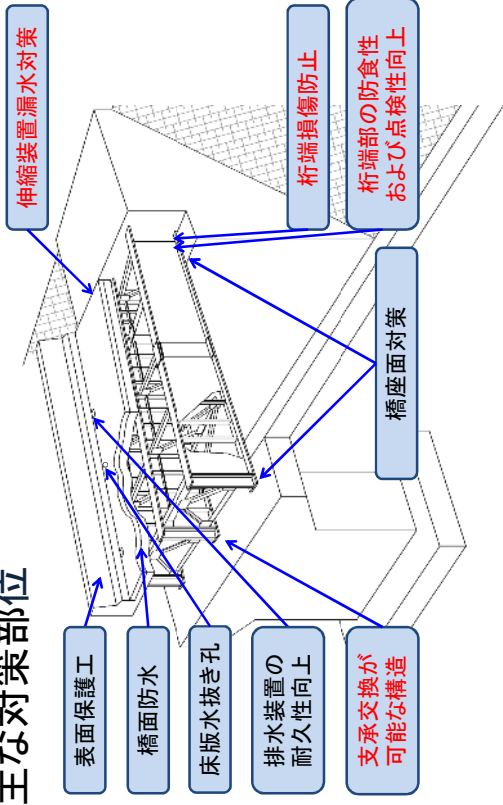 主な対策部位
表面保護工
橋面防水
床版水抜き孔
排水装置の
耐久性向上
支承交換が
可能な構造
伸縮装置漏水対策
桁端損傷防止
桁端部の防食性
および点検性向上
橋座面対策